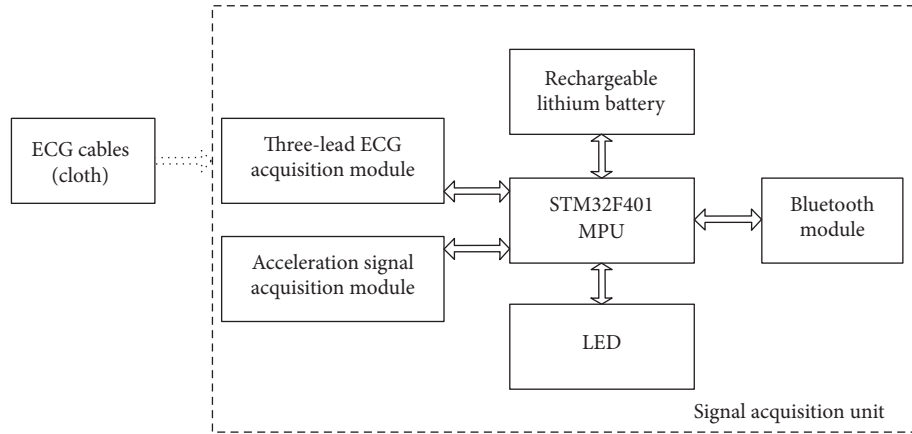 Rechargeable
lithium battery
ECG cables
(cloth)
Three-lead ECG
acquisition module
STM32F401
MPU
Bluetooth
module
Acceleration signal
acquisition module
LED
Signal acquisition unit